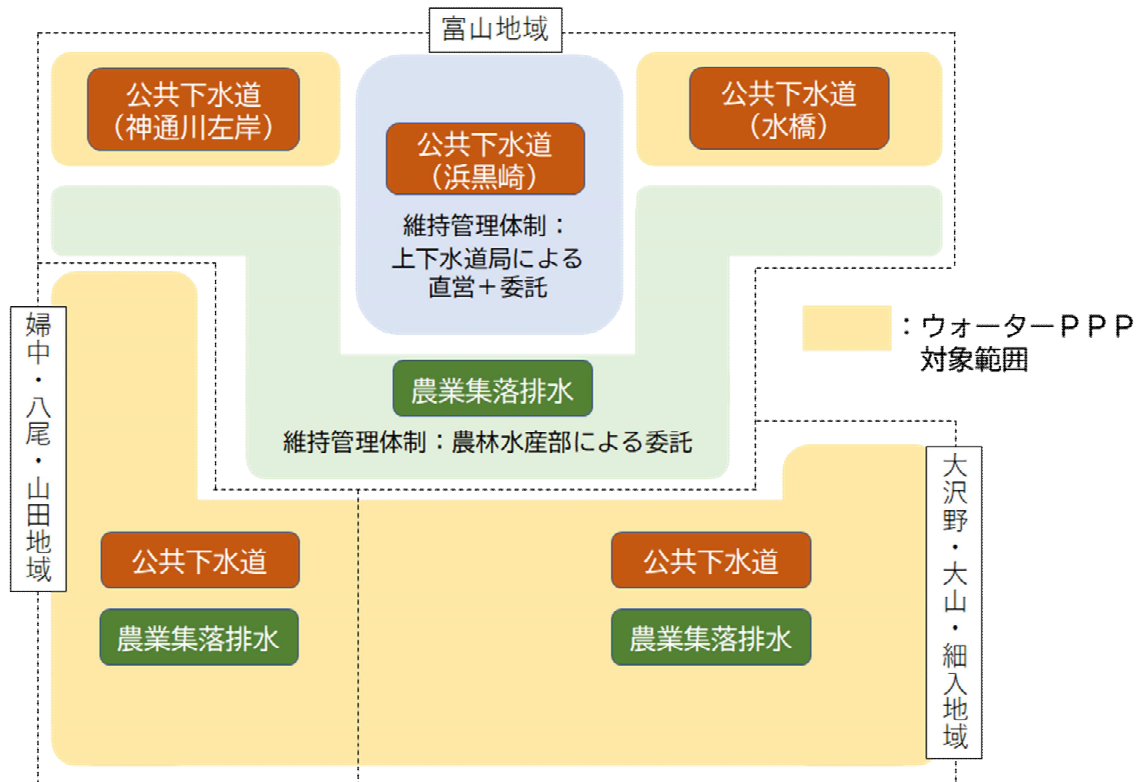 富山地域
公共下水道
（神通川左岸）
公共下水道
（浜黒崎）
維持管理体制：
上下水道局による
直営＋委託
公共下水道
（水橋）
：ウォーターＰＰＰ
対象範囲
農業集落排水
維持管理体制：農林水産部による委託
婦中・八尾・山田地域
公共下水道
農業集落排水
公共下水道
農業集落排水
大沢野・大山・細入地域